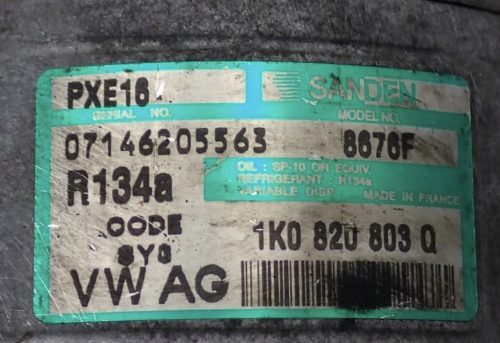 PXE16 SANDEN
SERIAL NO. MODEL NO.
07146205563 8676F
R134a OIL : SP-10 OR EQUIV.
REFRIGERANT : R134a
VARIABLE DISP. MADE IN FRANCE
CODE
SY3 1K0 820 803 Q
VW AG